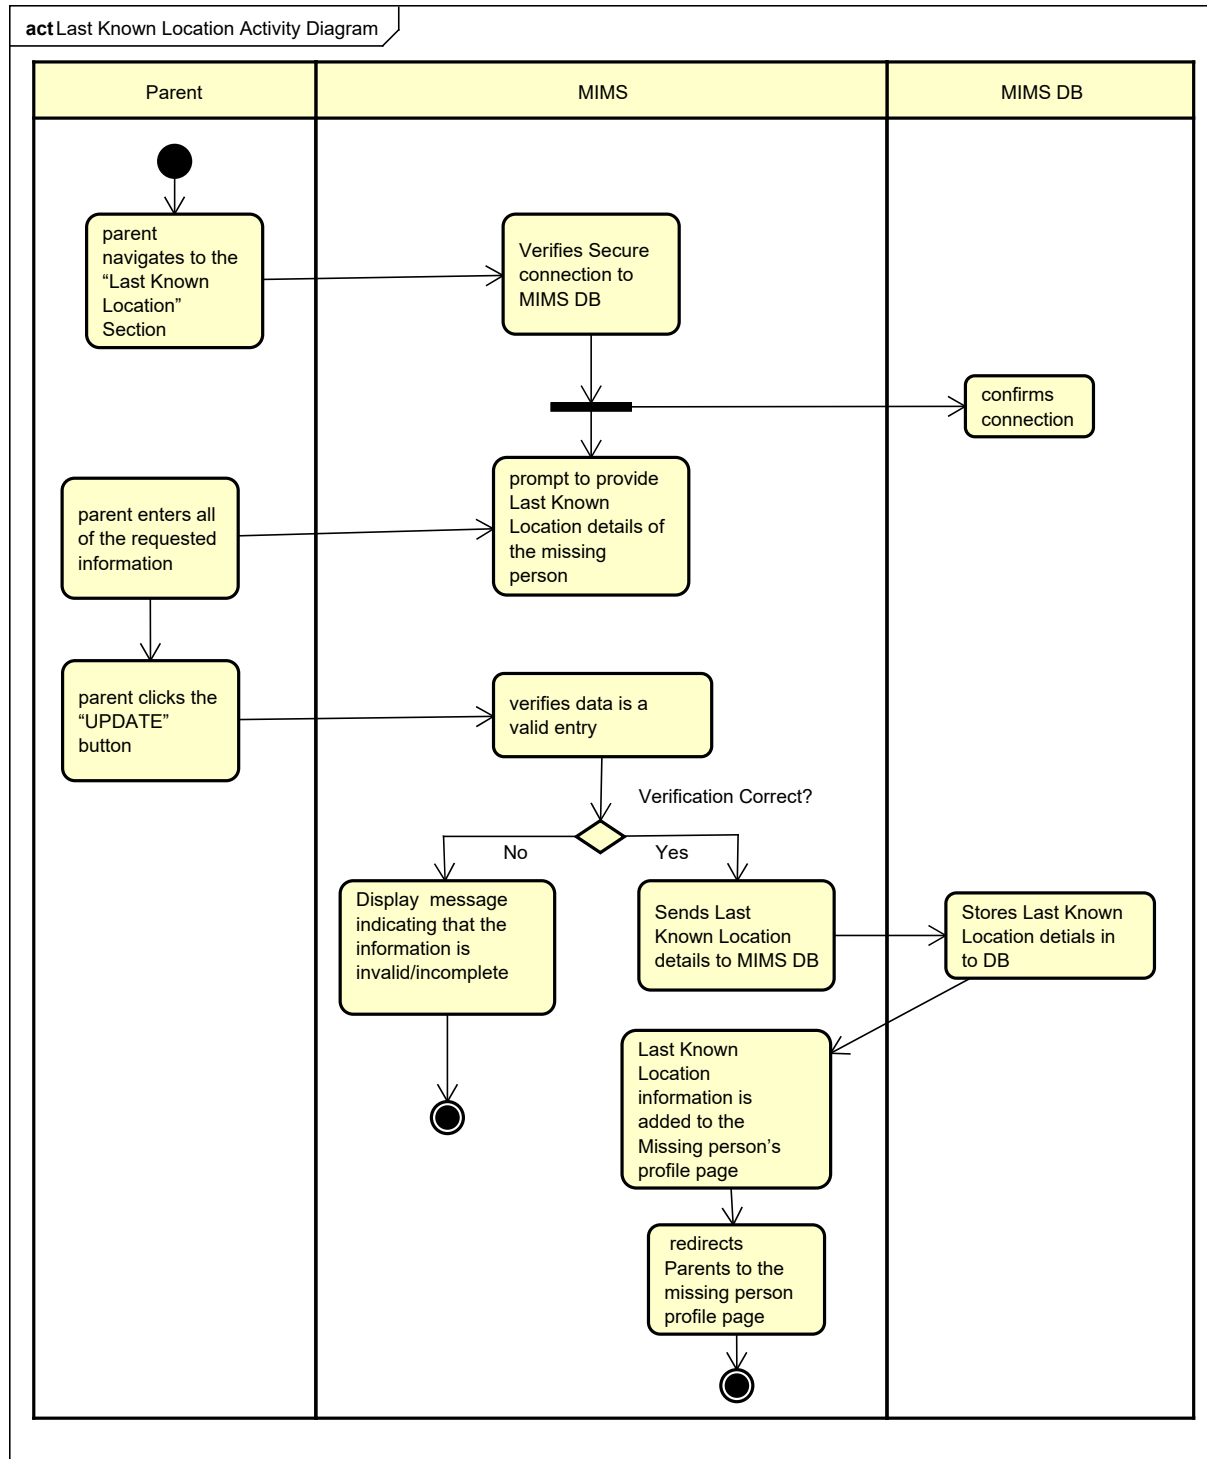 act Last Known Location Activity Diagram
Parent
MIMS
MIMS DB
parent
navigates to the
“Last Known
Location”
Section
Verifies Secure
connection to
MIMS DB
confirms
connection
prompt to provide
Last Known
Location details of
the missing
person
parent enters all
of the requested
information
parent clicks the
“UPDATE”
button
verifies data is a
valid entry
Verification Correct?
No
Yes
Display  message
indicating that the
information is
invalid/incomplete
Sends Last
Known Location
details to MIMS DB
Stores Last Known
Location detials in
to DB
Last Known
Location
information is
added to the
Missing person’s
profile page
redirects
Parents to the
missing person
profile page